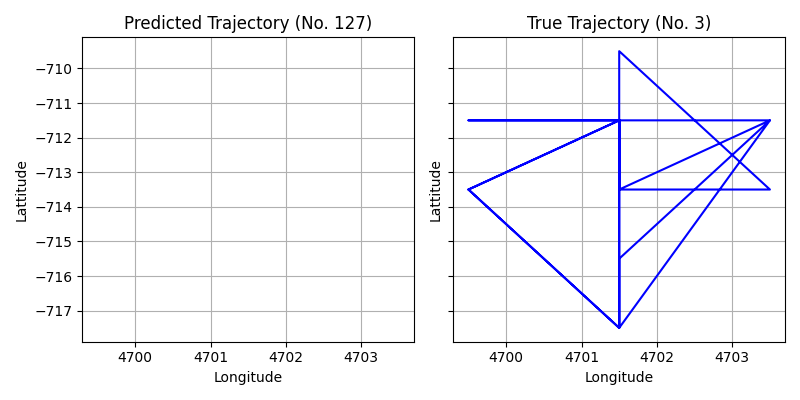 Predicted Trajectory (No. 127)
True Trajectory (No. 3)
Lattitude
−710
−711
−712
−713
−714
−715
−716
−717
4700
4701
4702
4703
Longitude
Lattitude
4700
4701
4702
4703
Longitude